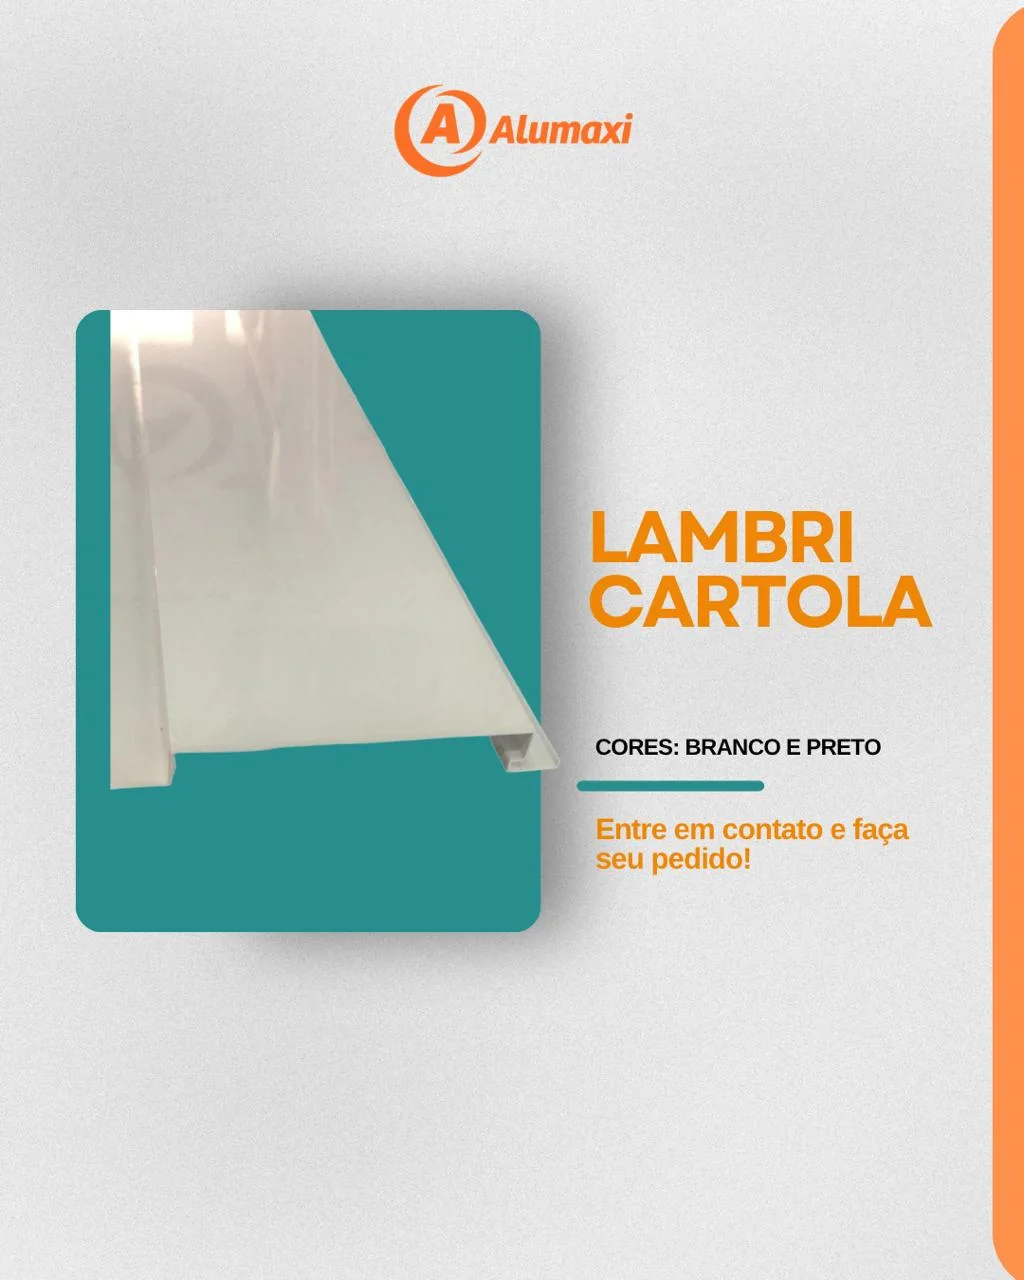 A Alumaxi
LAMBRI
CARTOLA
CORES: BRANCO E PRETO
Entre em contato e faça
seu pedido!